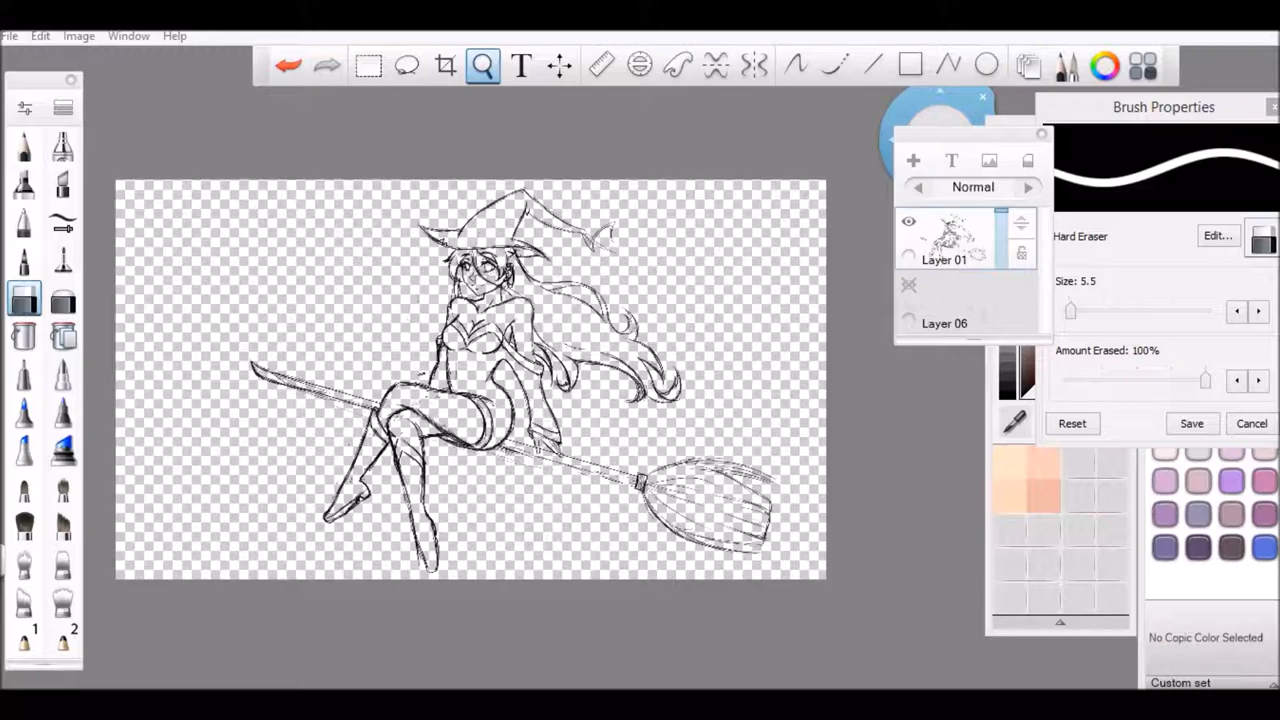 File Edit Image Window Help
T
Brush Properties
T
Normal
Hard Eraser
Edit...
Layer 01
Size: 5.5
Layer 06
Amount Erased: 100%
Reset Save Cancel
1 2
No Copic Color Selected
Custom set